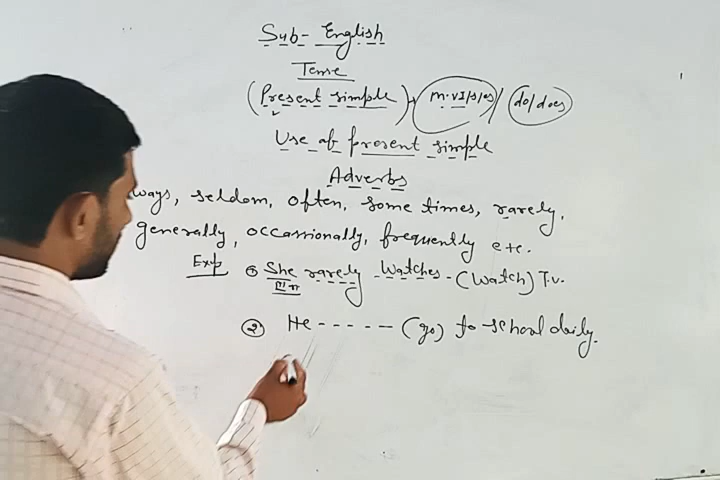 Sub- English
Tense
(Present simple) → m.v1/s/es / do/does
Use of present simple
Adverbs
ways, seldom, often, some times, rarely,
generally, occassionally, frequently etc.
Exp ① She rarely -Watches- (Watch) T.V.
② He ----- (go) to school daily.